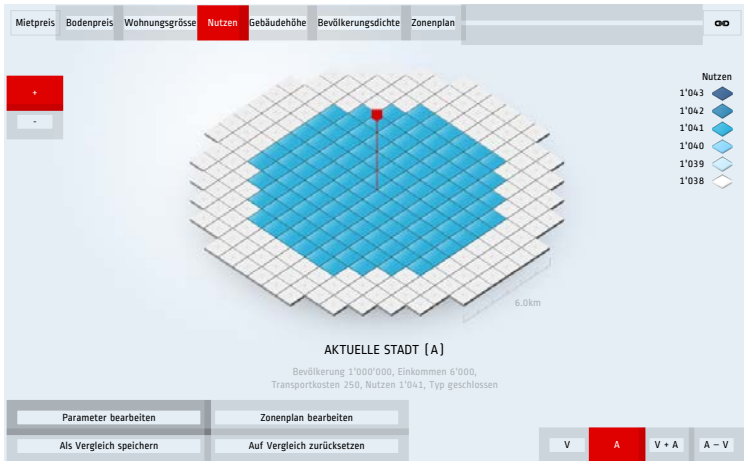 Mietpreis Bodenpreis Wohnungsgrösse Nutzen Gebäudehöhe Bevölkerungsdichte Zonenplan
+
-
Nutzen
1'043
1'042
1'041
1'040
1'039
1'038
6.0km
AKTUELLE STADT (A)
Bevölkerung 1'000'000, Einkommen 6'000,
Transportkosten 250, Nutzen 1'041, Typ geschlossen
Parameter bearbeiten Zonenplan bearbeiten
Als Vergleich speichern Auf Vergleich zurücksetzen
V A V + A A – V